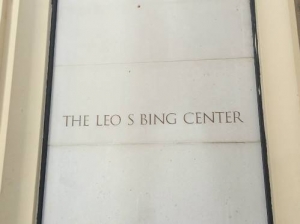 THE LEO S BING CENTER